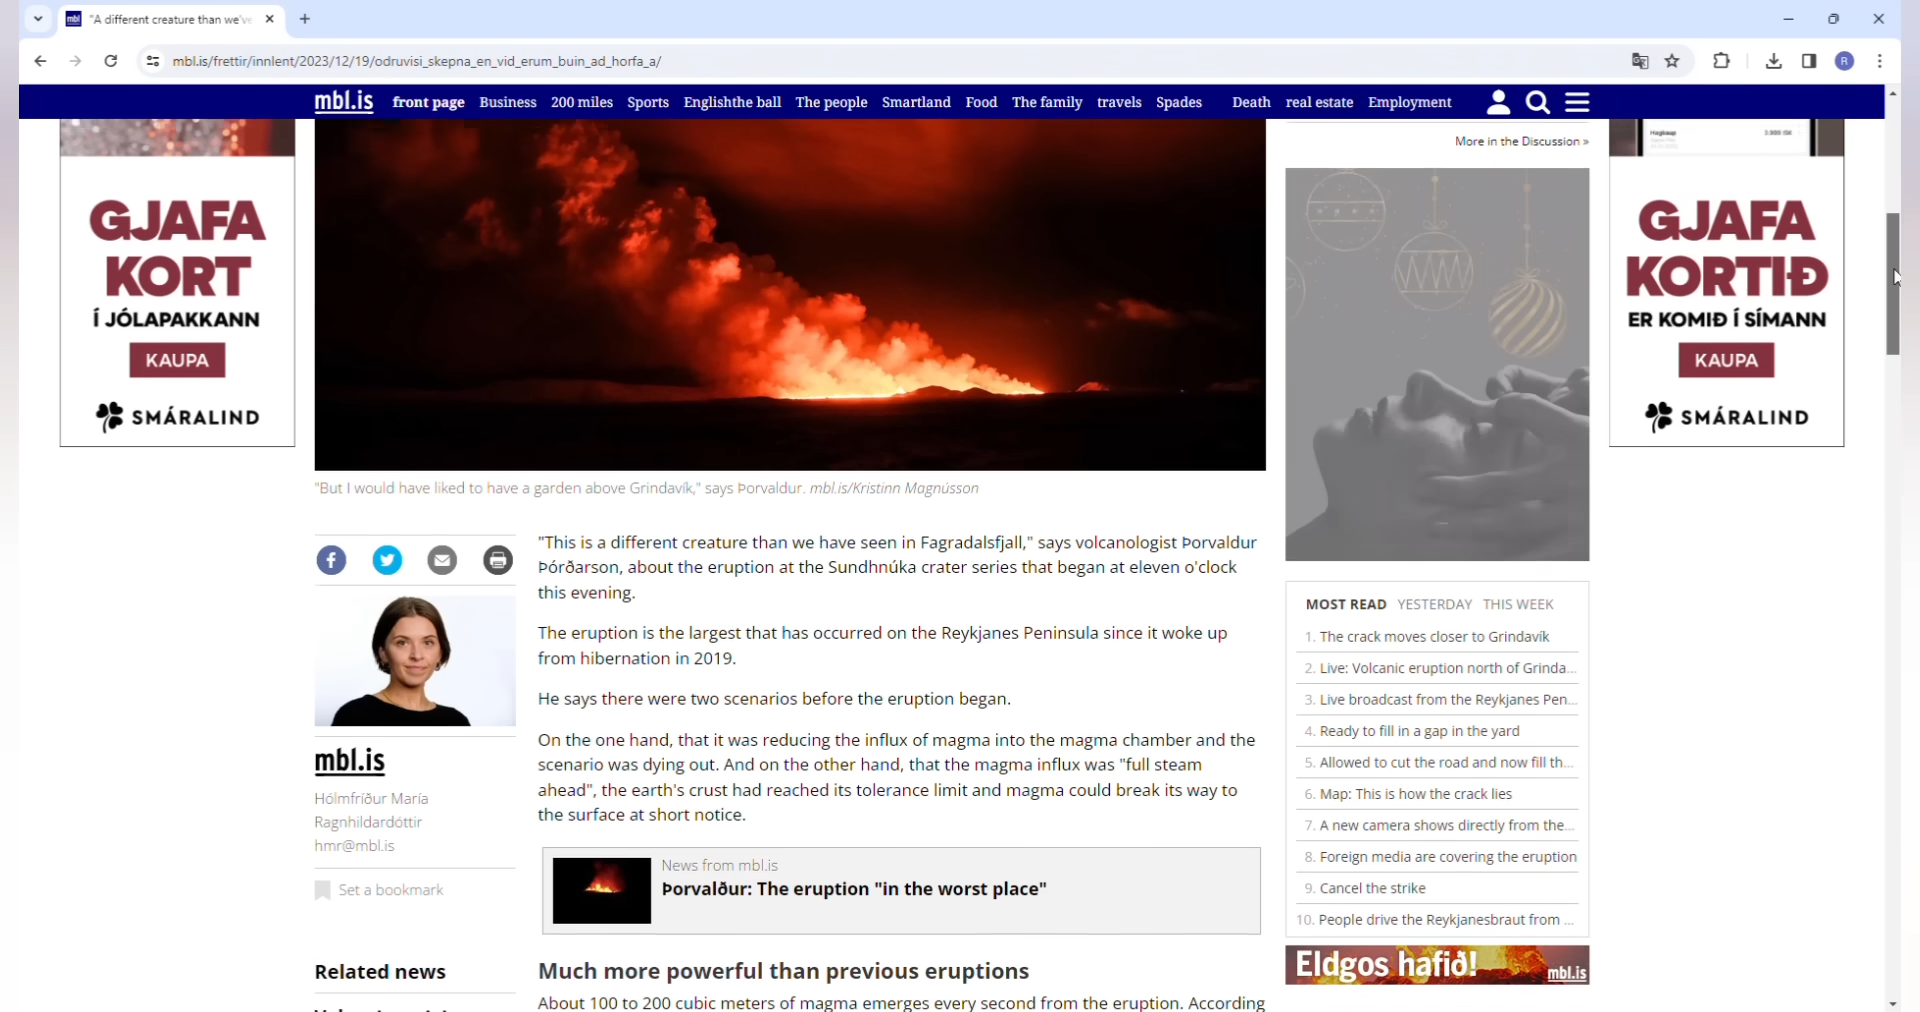 "A different creature than we've
mbl.is/frettir/innlent/2023/12/19/odruvisi_skepna_en_vid_erum_buin_ad_horfa_a/
R
mbl.is front page Business 200 miles Sports Englishthe ball The people Smartland Food The family travels Spades Death real estate Employment
GJAFA
KORT
Í JÓLAPAKKANN
KAUPA
SMÁRALIND
"But I would have liked to have a garden above Grindavík," says Þorvaldur. mbl.is/Kristinn Magnússon
mbl.is
Hólmfríður María
Ragnhildardóttir
hmr@mbl.is
Set a bookmark
Related news
"This is a different creature than we have seen in Fagradalsfjall," says volcanologist Þorvaldur
Þórðarson, about the eruption at the Sundhnúka crater series that began at eleven o'clock
this evening.
The eruption is the largest that has occurred on the Reykjanes Peninsula since it woke up
from hibernation in 2019.
He says there were two scenarios before the eruption began.
On the one hand, that it was reducing the influx of magma into the magma chamber and the
scenario was dying out. And on the other hand, that the magma influx was "full steam
ahead", the earth's crust had reached its tolerance limit and magma could break its way to
the surface at short notice.
News from mbl.is
Þorvalður: The eruption "in the worst place"
Much more powerful than previous eruptions
About 100 to 200 cubic meters of magma emerges every second from the eruption. According
More in the Discussion »
MOST READ YESTERDAY THIS WEEK
1. The crack moves closer to Grindavík
2. Live: Volcanic eruption north of Grinda...
3. Live broadcast from the Reykjanes Pen...
4. Ready to fill in a gap in the yard
5. Allowed to cut the road and now fill th...
6. Map: This is how the crack lies
7. A new camera shows directly from the...
8. Foreign media are covering the eruption
9. Cancel the strike
10. People drive the Reykjanesbraut from ...
Eldgos hafið!
mbl.is
Hagkaup
GJAFA
KORTIÐ
ER KOMIÐ Í SÍMANN
KAUPA
SMÁRALIND